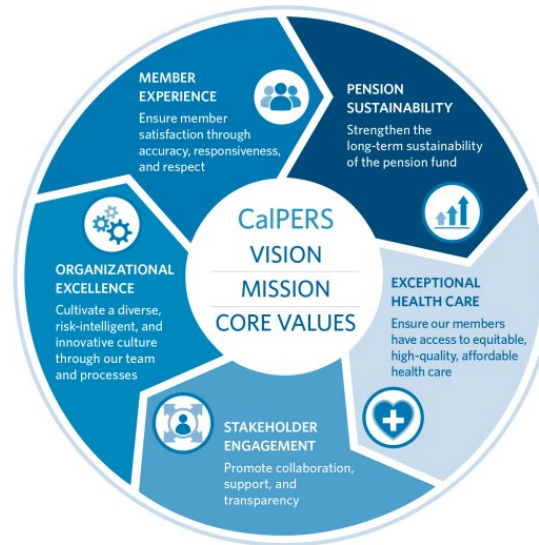 MEMBER
EXPERIENCE
Ensure member
satisfaction through
accuracy, responsiveness,
and respect
PENSION
SUSTAINABILITY
Strengthen the
long-term sustainability
of the pension fund
CalPERS
VISION
MISSION
CORE VALUES
ORGANIZATIONAL
EXCELLENCE
Cultivate a diverse,
risk-intelligent, and
innovative culture
through our team
and processes
EXCEPTIONAL
HEALTH CARE
Ensure our members
have access to equitable,
high-quality, affordable
health care
STAKEHOLDER
ENGAGEMENT
Promote collaboration,
support, and
transparency